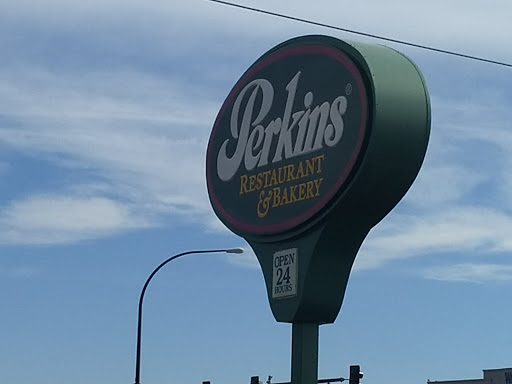 Perkins®
RESTAURANT
& BAKERY
OPEN
24
HOURS